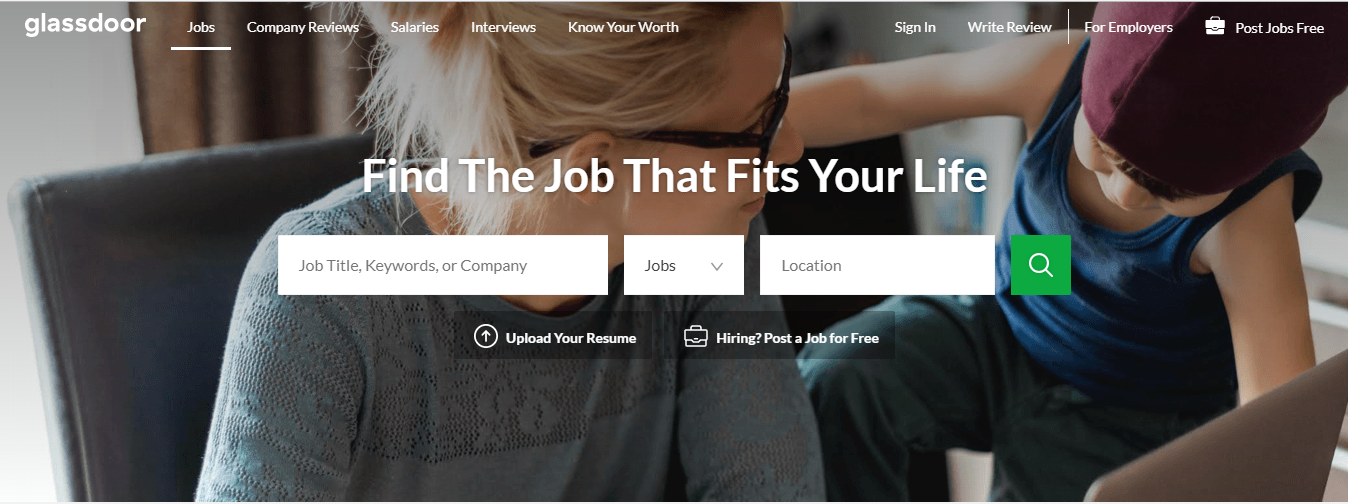 glassdoor
Jobs
Company Reviews
Salaries
Interviews
Know Your Worth
Sign In
Write Review
For Employers
Post Jobs Free
Find The Job That Fits Your Life
Job Title, Keywords, or Company
Jobs
Location
Upload Your Resume
Hiring? Post a Job for Free